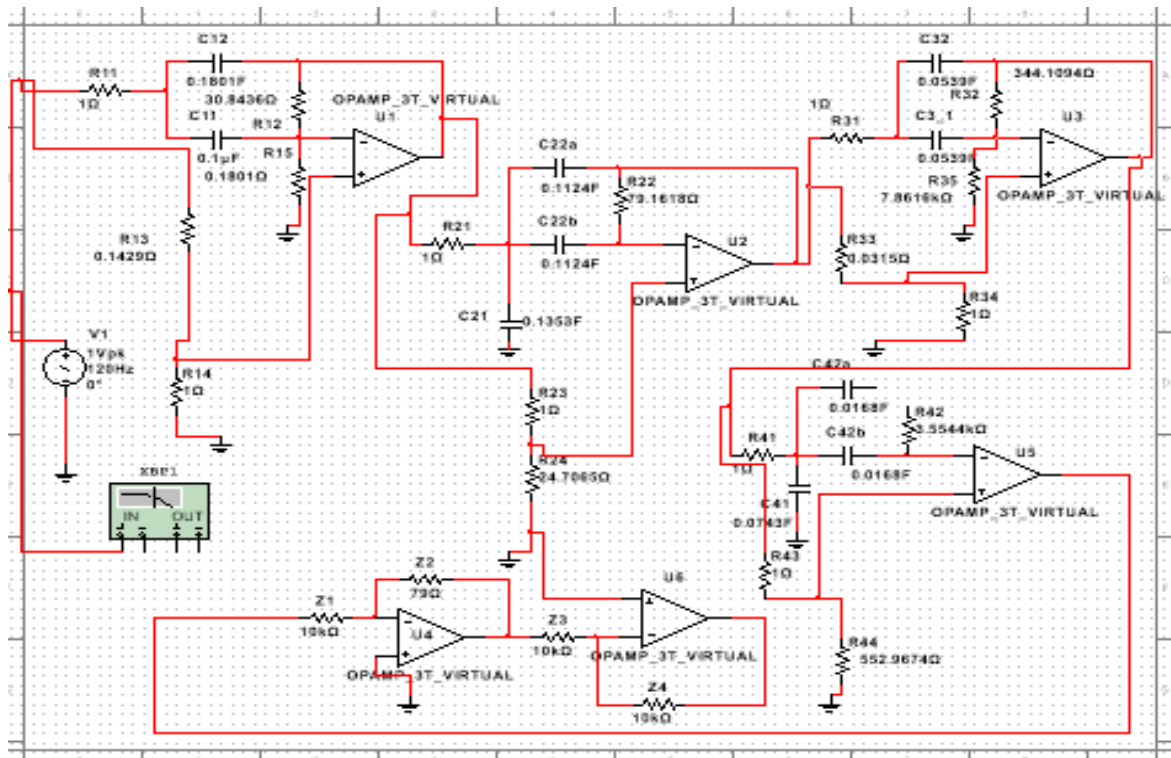 C12
0.1801F
R11
1Ω
30.8436Ω
C11
R12
0.1µF
R15
0.1801Ω
OPAMP_3T_VIRTUAL
U1
R13
0.1429Ω
V1
1Vpk
120Hz
0°
R14
1Ω
XBP1
IN OUT
C22a
0.1124F
R22
79.1618Ω
C22b
0.1124F
R21
1Ω
U2
OPAMP_3T_VIRTUAL
C21
0.1353F
R23
1Ω
R24
24.7065Ω
C32
0.0539F
344.1094Ω
R32
1Ω
R31
C3_1
0.0539F
U3
R35
7.8616kΩ
OPAMP_3T_VIRTUAL
R33
0.0315Ω
R34
1Ω
C42a
0.0168F
R42
3.5544kΩ
R41
1Ω
C42b
0.0168F
U5
OPAMP_3T_VIRTUAL
C41
0.0743F
R43
1Ω
R44
552.9674Ω
Z2
79Ω
Z1
10kΩ
U4
OPAMP_3T_VIRTUAL
Z3
10kΩ
U6
OPAMP_3T_VIRTUAL
Z4
10kΩ